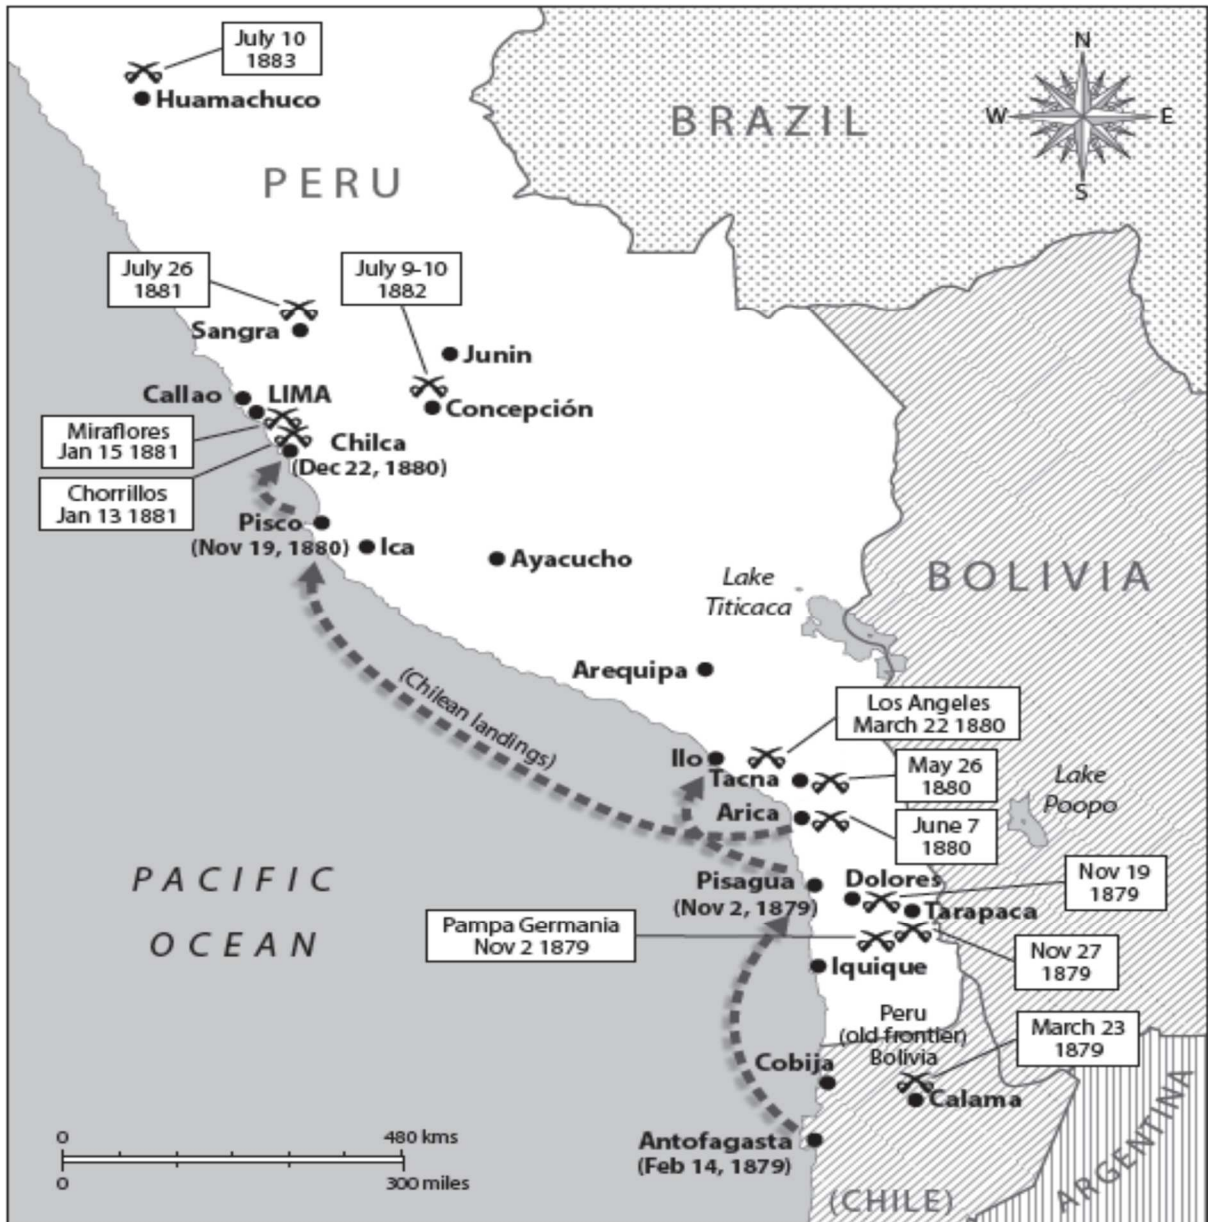 July 10
1883
Huamachuco
PERU
BRAZIL
N
W
E
S
July 26
1881
July 9-10
1882
Sangra
Junin
Callao
LIMA
Concepción
Miraflores
Jan 15 1881
Chilca
(Dec 22, 1880)
Chorrillos
Jan 13 1881
Pisco
(Nov 19, 1880)
Ica
Ayacucho
Lake
Titicaca
BOLIVIA
Arequipa
(Chilean landings)
Los Angeles
March 22 1880
Ilo
Tacna
May 26
1880
Lake
Poopo
Arica
June 7
1880
PACIFIC
OCEAN
Pisagua
(Nov 2, 1879)
Dolores
Nov 19
1879
Tarapaca
Pampa Germania
Nov 2 1879
Nov 27
1879
Iquique
Peru
(old frontier)
Bolivia
March 23
1879
Cobija
Calama
Antofagasta
(Feb 14, 1879)
0
480 kms
0
300 miles
(CHILE)
ARGENTINA